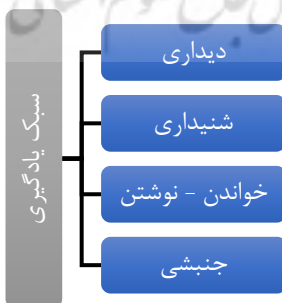 سبک یادگیری
دیداری
شنیداری
خواندن - نوشتن
جنبشی